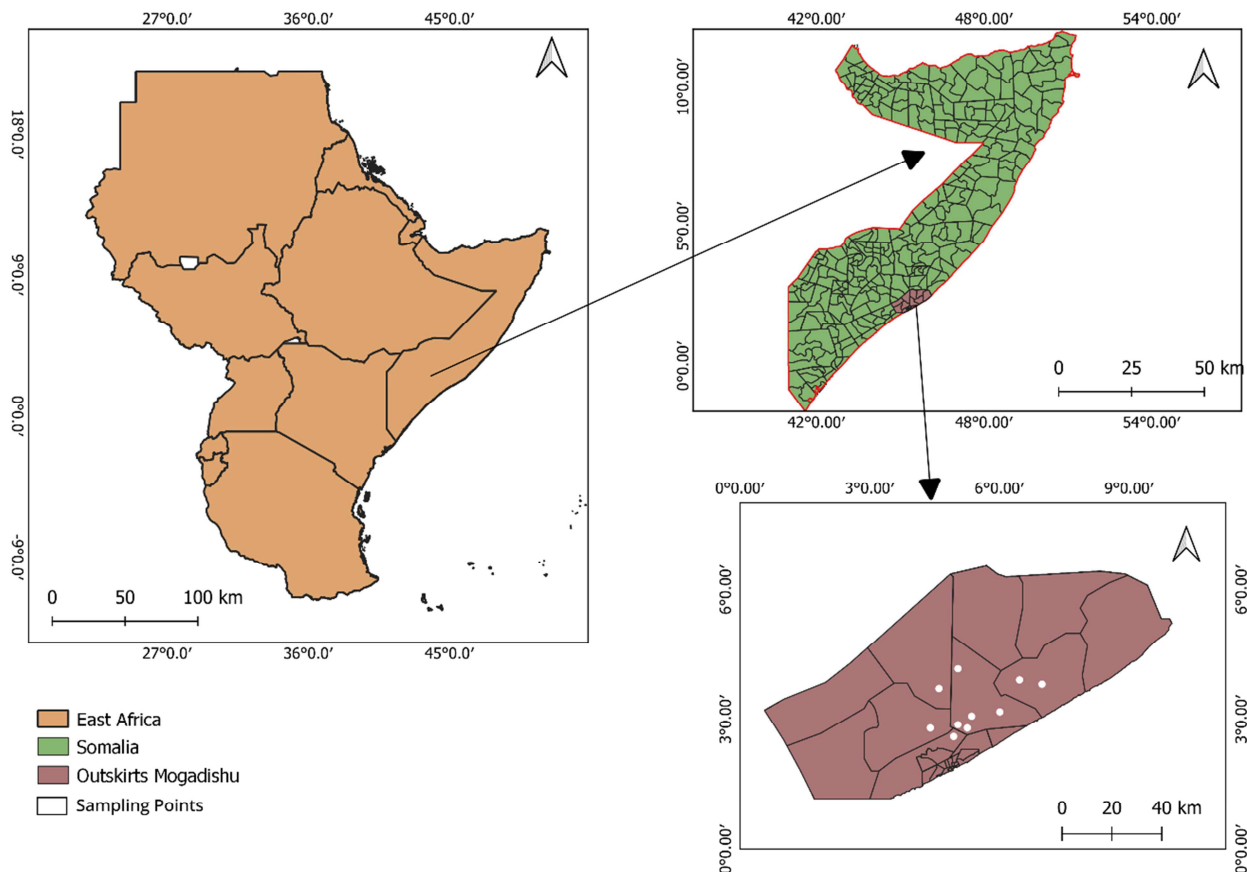 27°0.0′ 36°0.0′ 45°0.0′
18°0.0′
9°0.0′
0°0.0′
-9°0.0′
0 50 100 km
27°0.0′ 36°0.0′ 45°0.0′
42°0.00′ 48°0.00′ 54°0.00′
10°0.00′
5°0.00′
0°0.00′
0 25 50 km
42°0.00′ 48°0.00′ 54°0.00′
East Africa
Somalia
Outskirts Mogadishu
Sampling Points
0°0.00′ 3°0.00′ 6°0.00′ 9°0.00′
6°0.00′ 6°0.00′
3°0.00′ 3°0.00′
0°0.00′ 0°0.00′
0 20 40 km